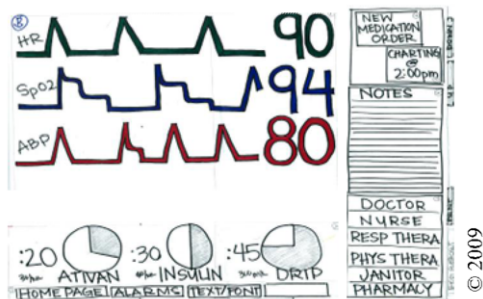 HR
90
SpO2
94
ABP
80
:20
ATIVAN
:30
INSULIN
:45
DRIP
HOME PAGE
ALARMS
TEXT/FONT
NEW
MEDICATION
ORDER
CHARTING
@
2:00pm
NOTES
DOCTOR
NURSE
RESP THERA
PHYS THERA
JANITOR
PHARMACY
© 2009